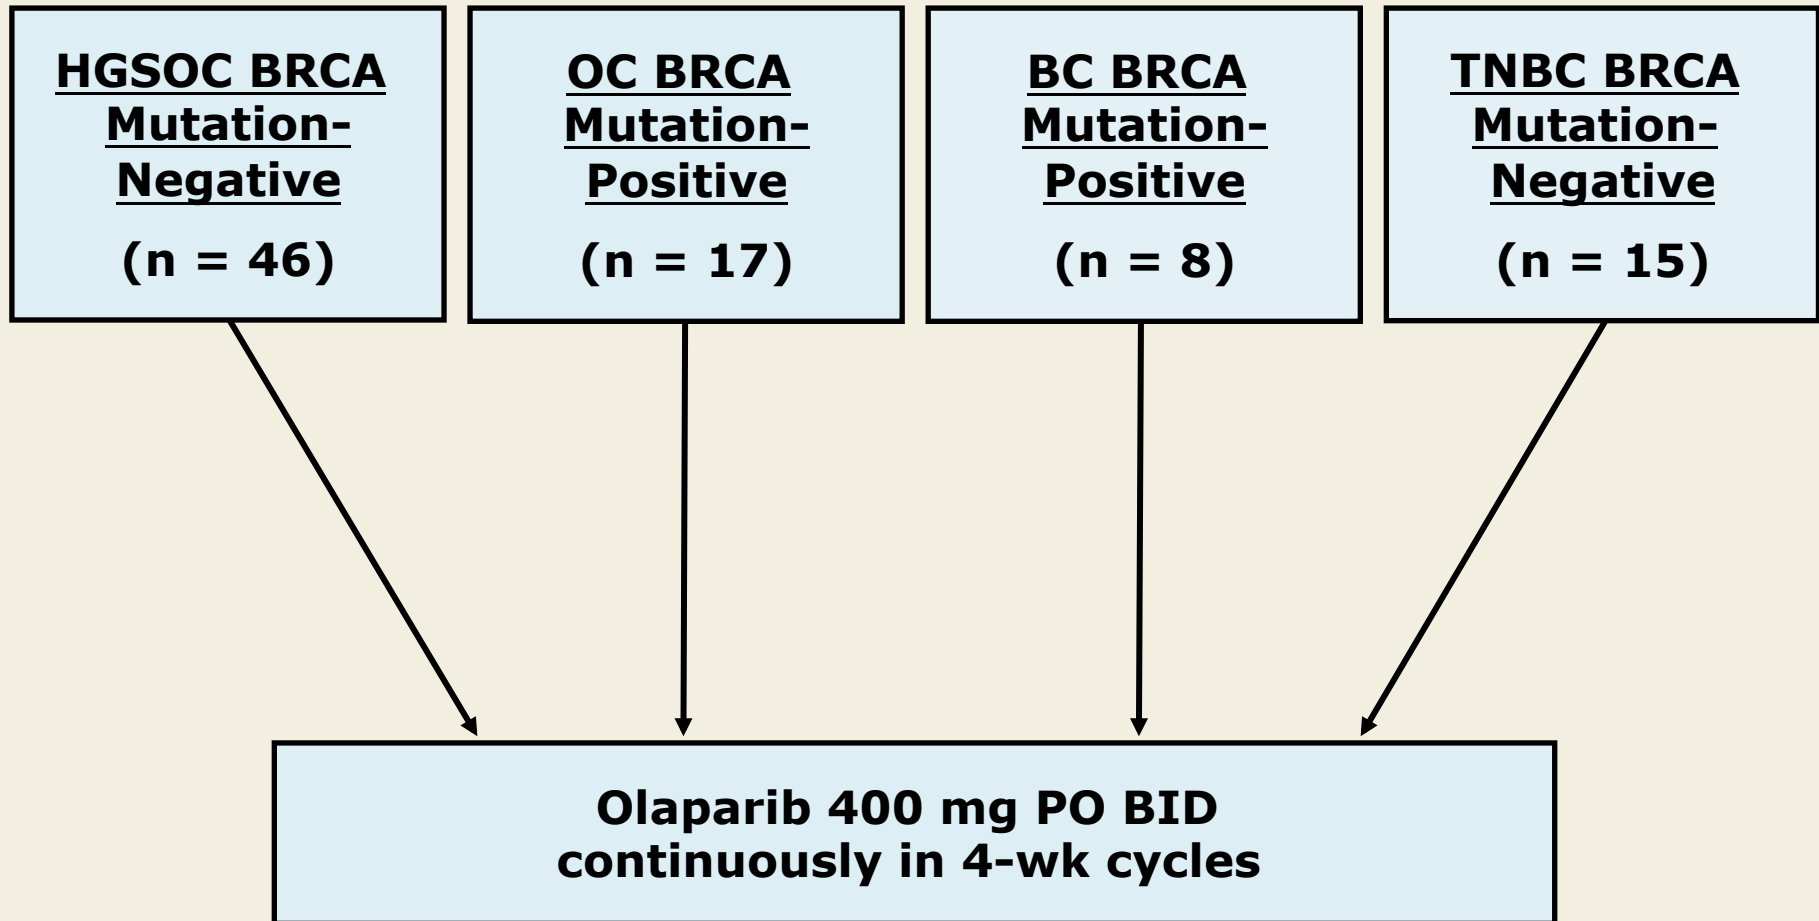 HGSOC BRCA
Mutation-
Negative
(n = 46)
OC BRCA
Mutation-
Positive
(n = 17)
BC BRCA
Mutation-
Positive
(n = 8)
TNBC BRCA
Mutation-
Negative
(n = 15)
Olaparib 400 mg PO BID
continuously in 4-wk cycles